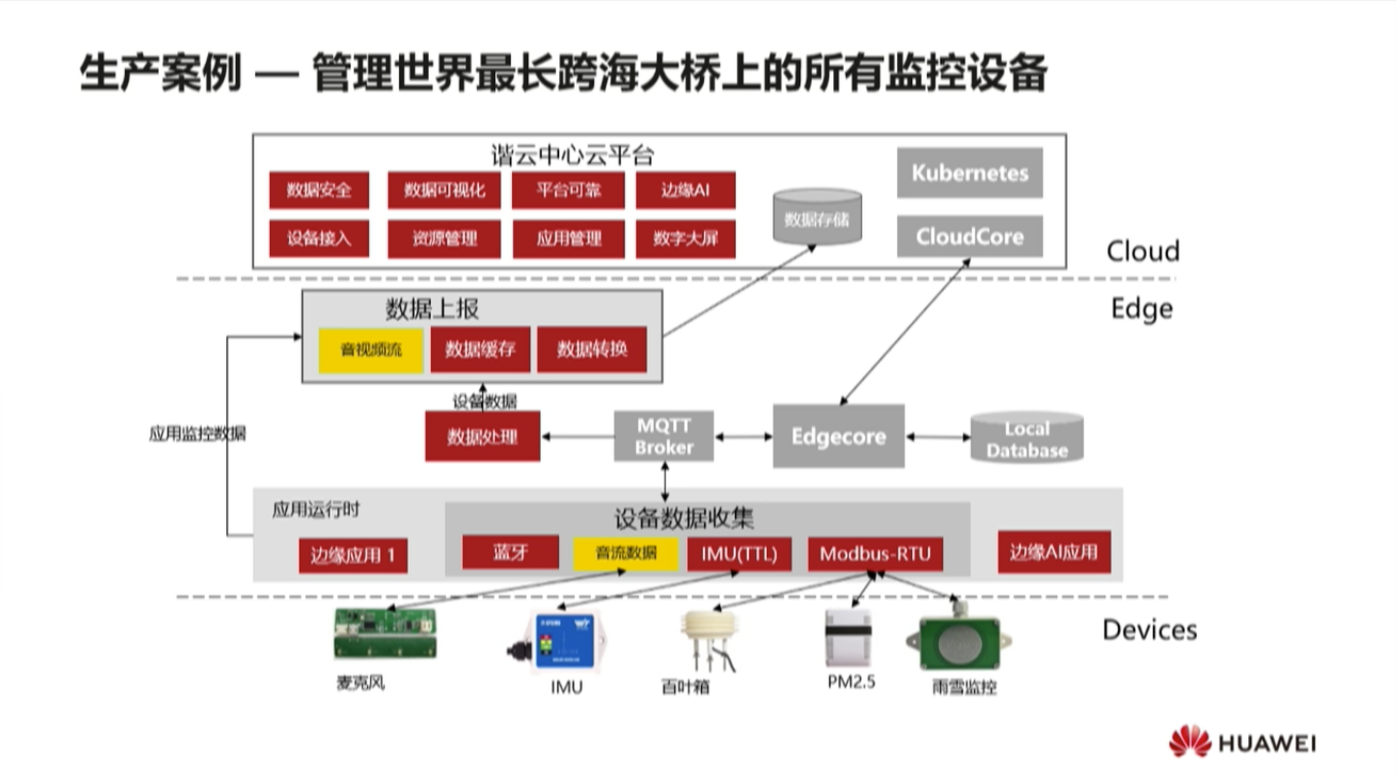 生产案例 — 管理世界最长跨海大桥上的所有监控设备
谐云中心云平台
数据安全
数据可视化
平台可靠
边缘AI
设备接入
资源管理
应用管理
数字大屏
数据存储
Kubernetes
CloudCore
Cloud
Edge
数据上报
音视频流
数据缓存
数据转换
设备数据
应用监控数据
数据处理
MQTT
Broker
Edgecore
Local
Database
应用运行时
设备数据收集
边缘应用 1
蓝牙
音流数据
IMU(TTL)
Modbus-RTU
边缘AI应用
Devices
麦克风
IMU
百叶箱
PM2.5
雨雪监控
HUAWEI